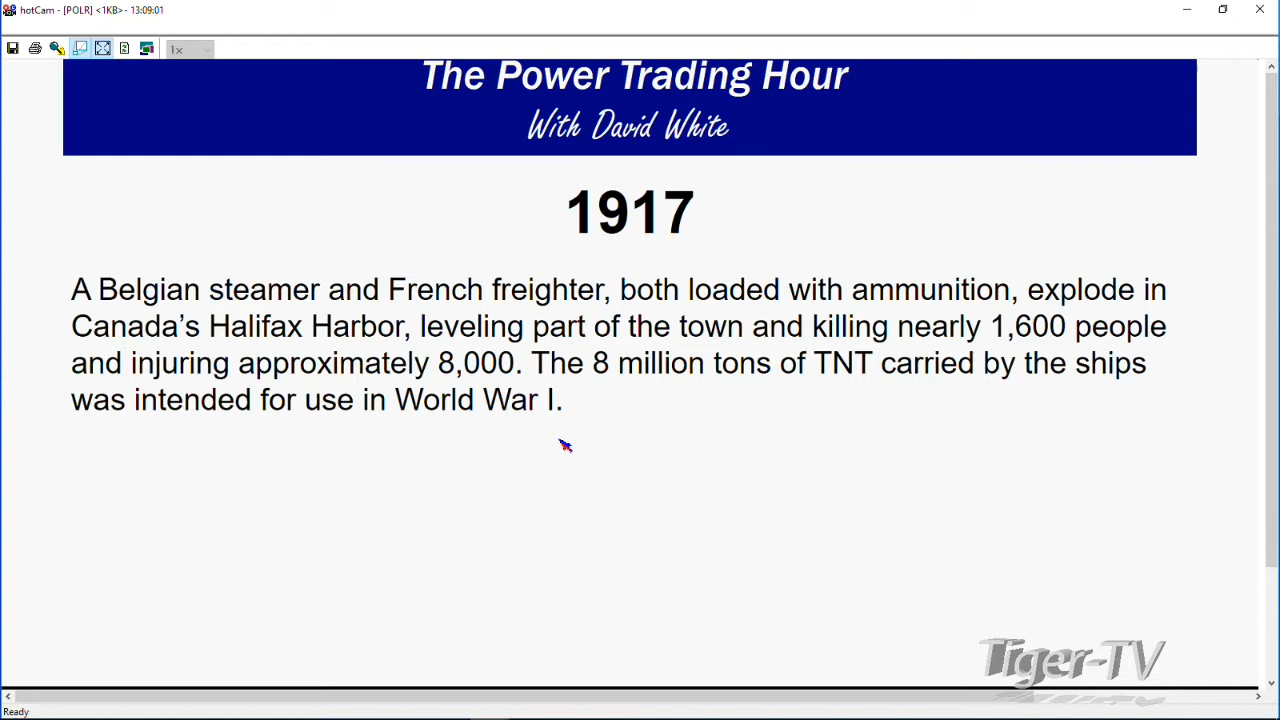 hotCam - [POLR] <1KB> - 13:09:01
1x
The Power Trading Hour
With David White
1917
A Belgian steamer and French freighter, both loaded with ammunition, explode in
Canada’s Halifax Harbor, leveling part of the town and killing nearly 1,600 people
and injuring approximately 8,000. The 8 million tons of TNT carried by the ships
was intended for use in World War I.
Tiger-TV
Ready